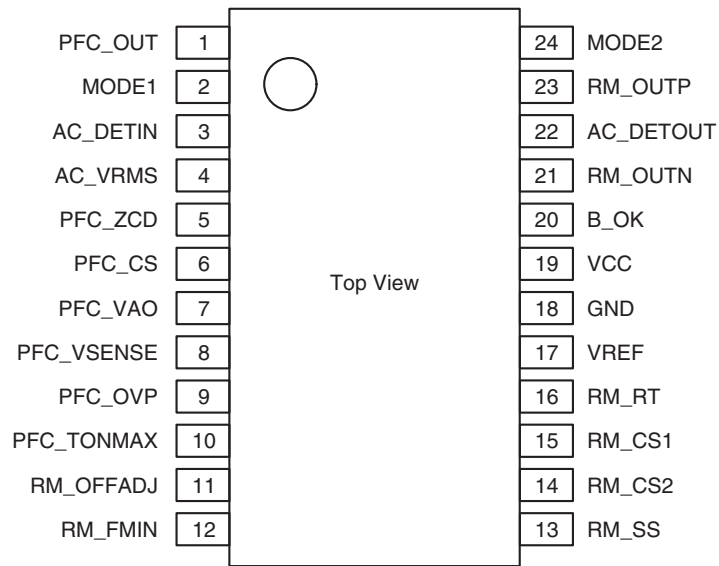 PFC_OUT 1 24 MODE2
MODE1 2 23 RM_OUTP
AC_DETIN 3 22 AC_DETOUT
AC_VRMS 4 21 RM_OUTN
PFC_ZCD 5 20 B_OK
PFC_CS 6 19 VCC
Top View
PFC_VAO 7 18 GND
PFC_VSENSE 8 17 VREF
PFC_OVP 9 16 RM_RT
PFC_TONMAX 10 15 RM_CS1
RM_OFFADJ 11 14 RM_CS2
RM_FMIN 12 13 RM_SS